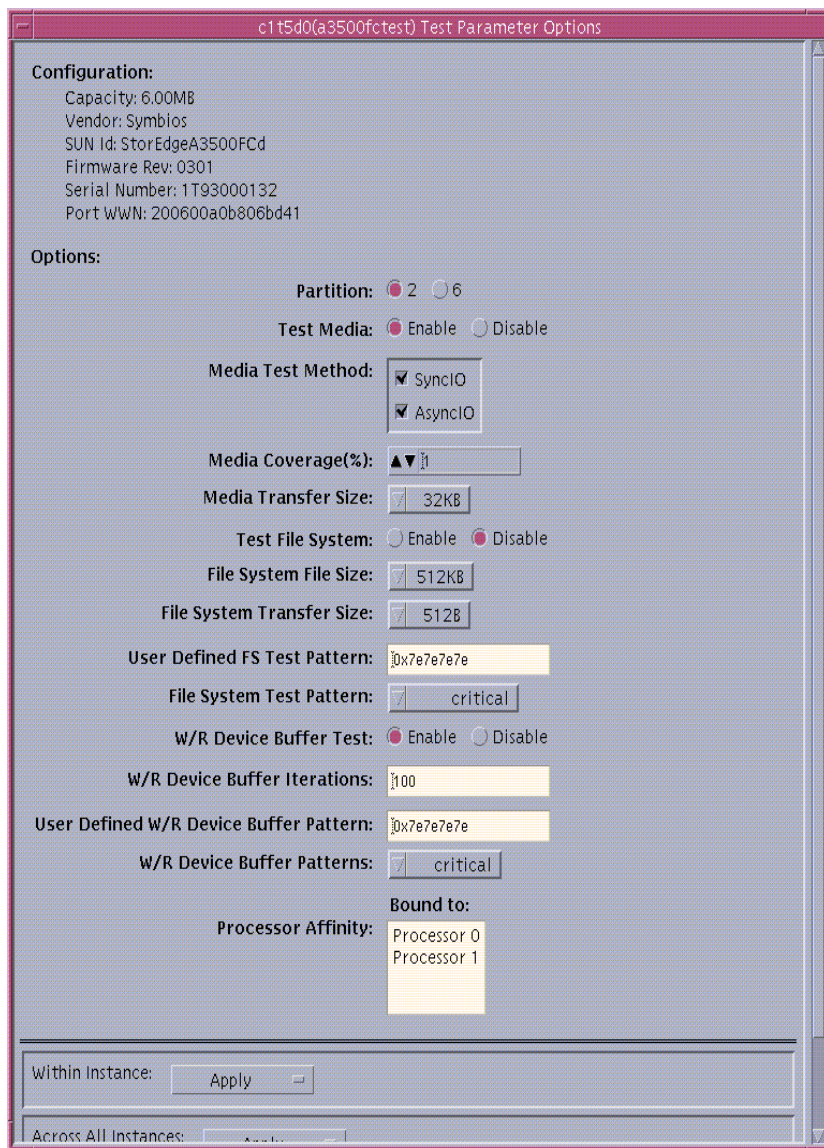 c1t5d0(a3500fctest) Test Parameter Options
Configuration:
Capacity: 6.00MB
Vendor: Symbios
SUN Id: StorEdgeA3500FCd
Firmware Rev: 0301
Serial Number: 1T93000132
Port WWN: 200600a0b806bd41
Options:
Partition: 2 6
Test Media: Enable Disable
Media Test Method: SyncIO
AsyncIO
Media Coverage(%): 1
Media Transfer Size: 32KB
Test File System: Enable Disable
File System File Size: 512KB
File System Transfer Size: 512B
User Defined FS Test Pattern: 0x7e7e7e7e
File System Test Pattern: critical
W/R Device Buffer Test: Enable Disable
W/R Device Buffer Iterations: 100
User Defined W/R Device Buffer Pattern: 0x7e7e7e7e
W/R Device Buffer Patterns: critical
Bound to:
Processor Affinity: Processor 0
Processor 1
Within Instance: Apply
Across All Instances: Apply